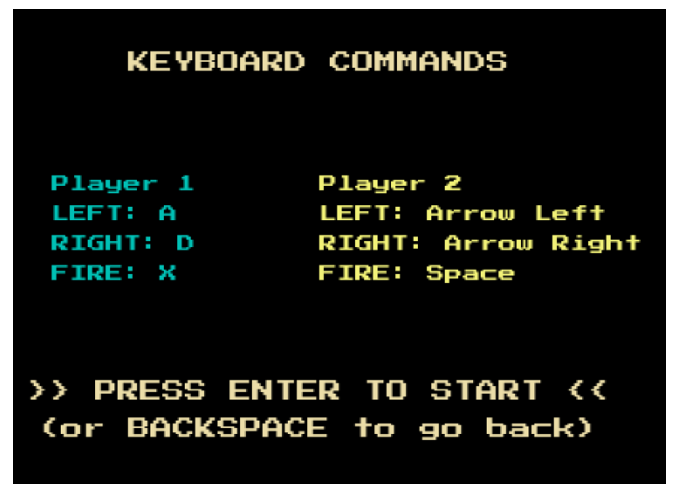 KEYBOARD COMMANDS
Player 1
LEFT: A
RIGHT: D
FIRE: X
Player 2
LEFT: Arrow Left
RIGHT: Arrow Right
FIRE: Space
>> PRESS ENTER TO START <<
(or BACKSPACE to go back)